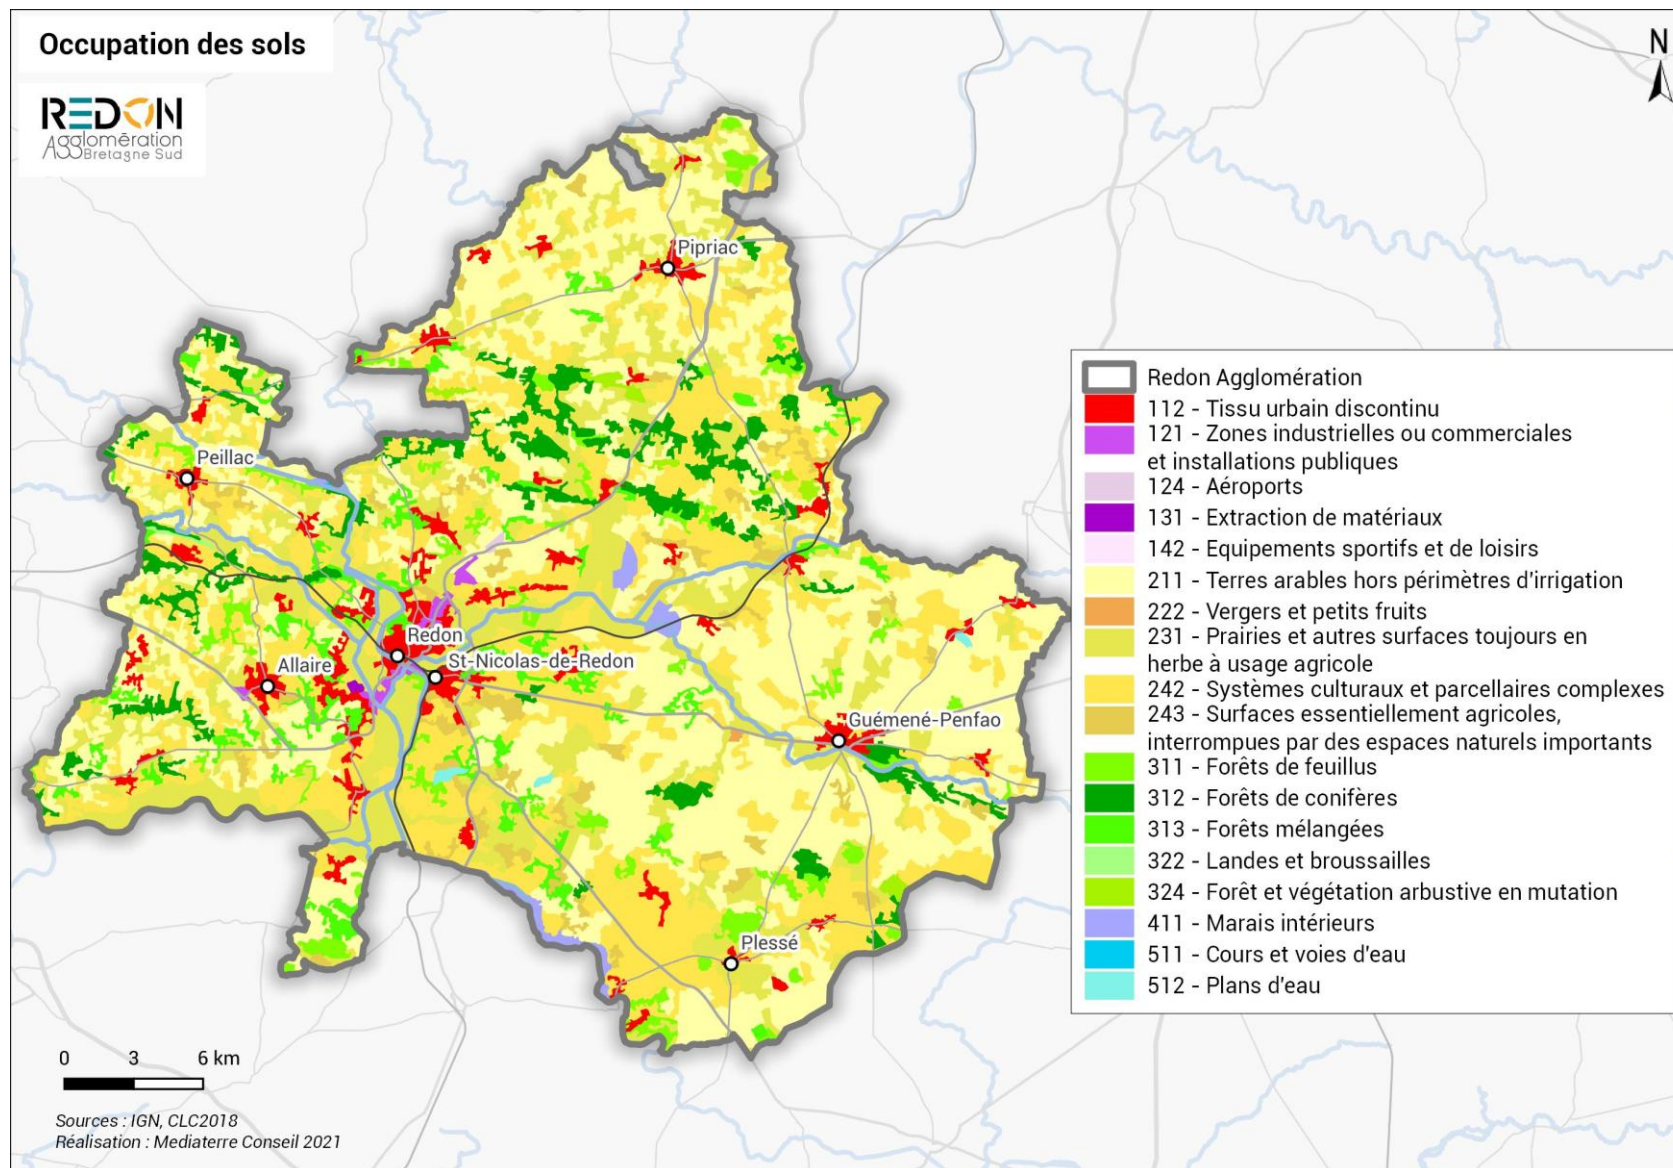 Occupation des sols
N
REDON
Agglomération
Bretagne Sud
Pipriac
Peillac
Redon
St-Nicolas-de-Redon
Allaire
Guémené-Penfao
Plessé
Redon Agglomération
112 - Tissu urbain discontinu
121 - Zones industrielles ou commerciales
et installations publiques
124 - Aéroports
131 - Extraction de matériaux
142 - Equipements sportifs et de loisirs
211 - Terres arables hors périmètres d'irrigation
222 - Vergers et petits fruits
231 - Prairies et autres surfaces toujours en
herbe à usage agricole
242 - Systèmes culturaux et parcellaires complexes
243 - Surfaces essentiellement agricoles,
interrompues par des espaces naturels importants
311 - Forêts de feuillus
312 - Forêts de conifères
313 - Forêts mélangées
322 - Landes et broussailles
324 - Forêt et végétation arbustive en mutation
411 - Marais intérieurs
511 - Cours et voies d'eau
512 - Plans d'eau
0 3 6 km
Sources : IGN, CLC2018
Réalisation : Mediaterre Conseil 2021